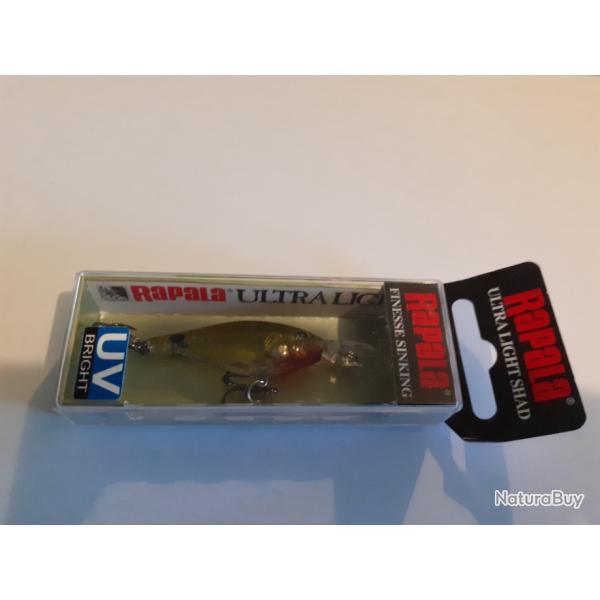 RAPALA® ULTRA LIG
UV
BRIGHT
RAPALA®
FINESSE SINKING
RAPALA®
ULTRA LIGHT SHAD
NaturaBuy